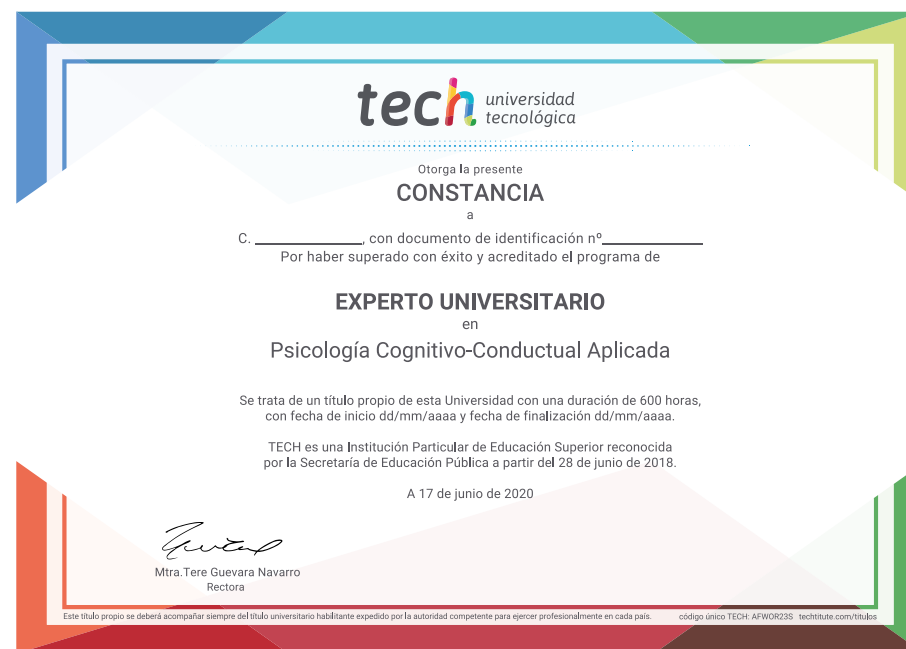 tech universidad
tecnológica
Otorga la presente
CONSTANCIA
a
C. ______________, con documento de identificación nº______________
Por haber superado con éxito y acreditado el programa de
EXPERTO UNIVERSITARIO
en
Psicología Cognitivo-Conductual Aplicada
Se trata de un título propio de esta Universidad con una duración de 600 horas,
con fecha de inicio dd/mm/aaaa y fecha de finalización dd/mm/aaaa.
TECH es una Institución Particular de Educación Superior reconocida
por la Secretaría de Educación Pública a partir del 28 de junio de 2018.
A 17 de junio de 2020
Mtra.Tere Guevara Navarro
Rectora
Este título propio se deberá acompañar siempre del título universitario habilitante expedido por la autoridad competente para ejercer profesionalmente en cada país. código único TECH: AFWOR23S techtitute.com/titulos